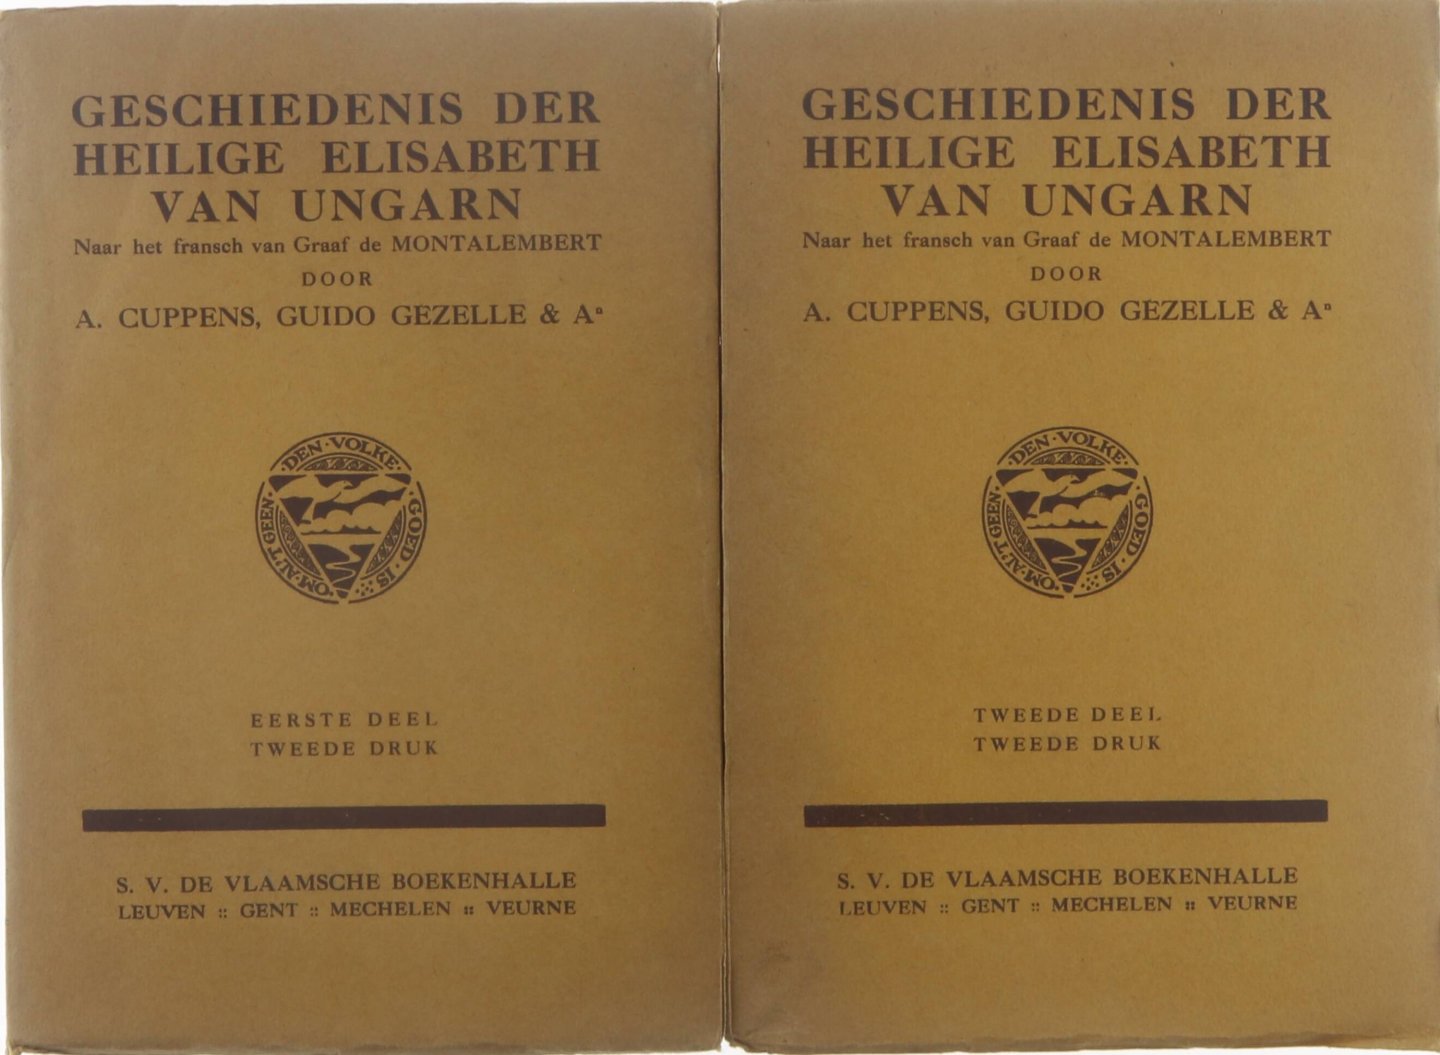 GESCHIEDENIS DER
HEILIGE ELISABETH
VAN UNGARN
Naar het fransch van Graaf de MONTALEMBERT
DOOR
A. CUPPENS, GUIDO GEZELLE & Aⁿ
·DEN·VOLKE·
·GOED·IS·
OM·AL'T·GEEN·
EERSTE DEEL
TWEEDE DRUK
S. V. DE VLAAMSCHE BOEKENHALLE
LEUVEN :: GENT :: MECHELEN :: VEURNE
GESCHIEDENIS DER
HEILIGE ELISABETH
VAN UNGARN
Naar het fransch van Graaf de MONTALEMBERT
DOOR
A. CUPPENS, GUIDO GEZELLE & Aⁿ
·DEN·VOLKE·
·GOED·IS·
OM·AL'T·GEEN·
TWEEDE DEEL
TWEEDE DRUK
S. V. DE VLAAMSCHE BOEKENHALLE
LEUVEN :: GENT :: MECHELEN :: VEURNE